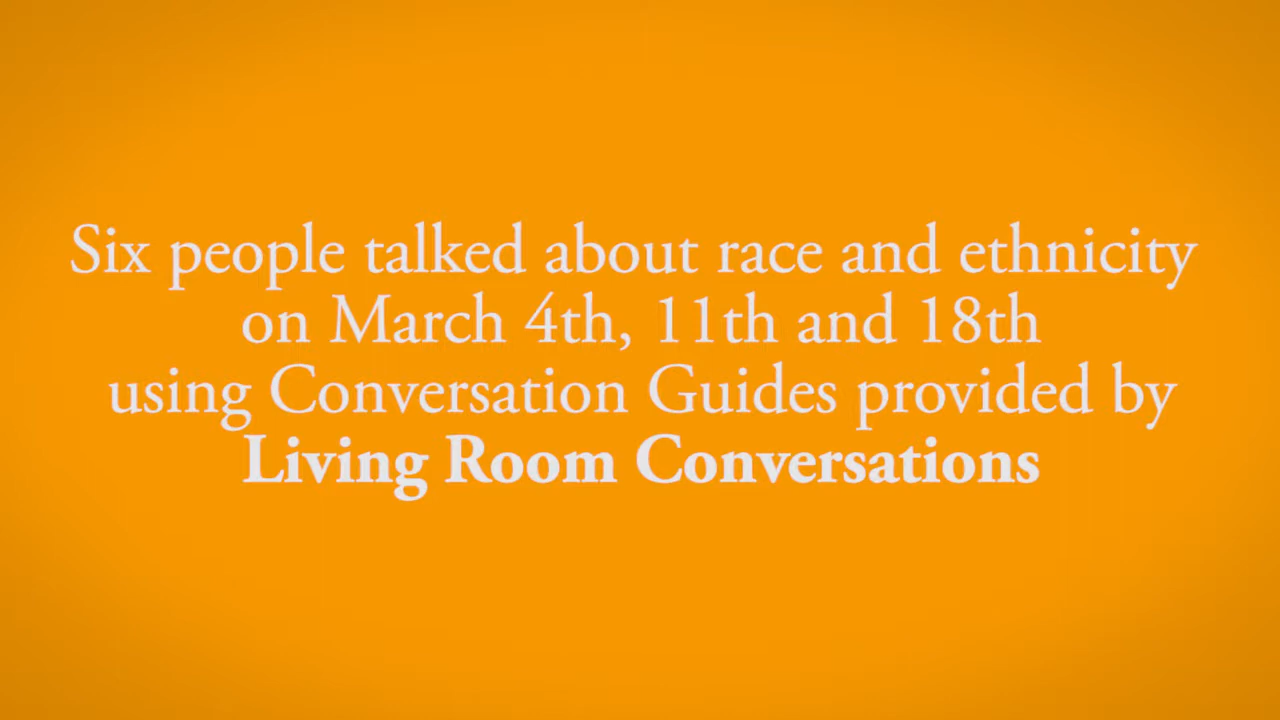 Six people talked about race and ethnicity
on March 4th, 11th and 18th
using Conversation Guides provided by
Living Room Conversations